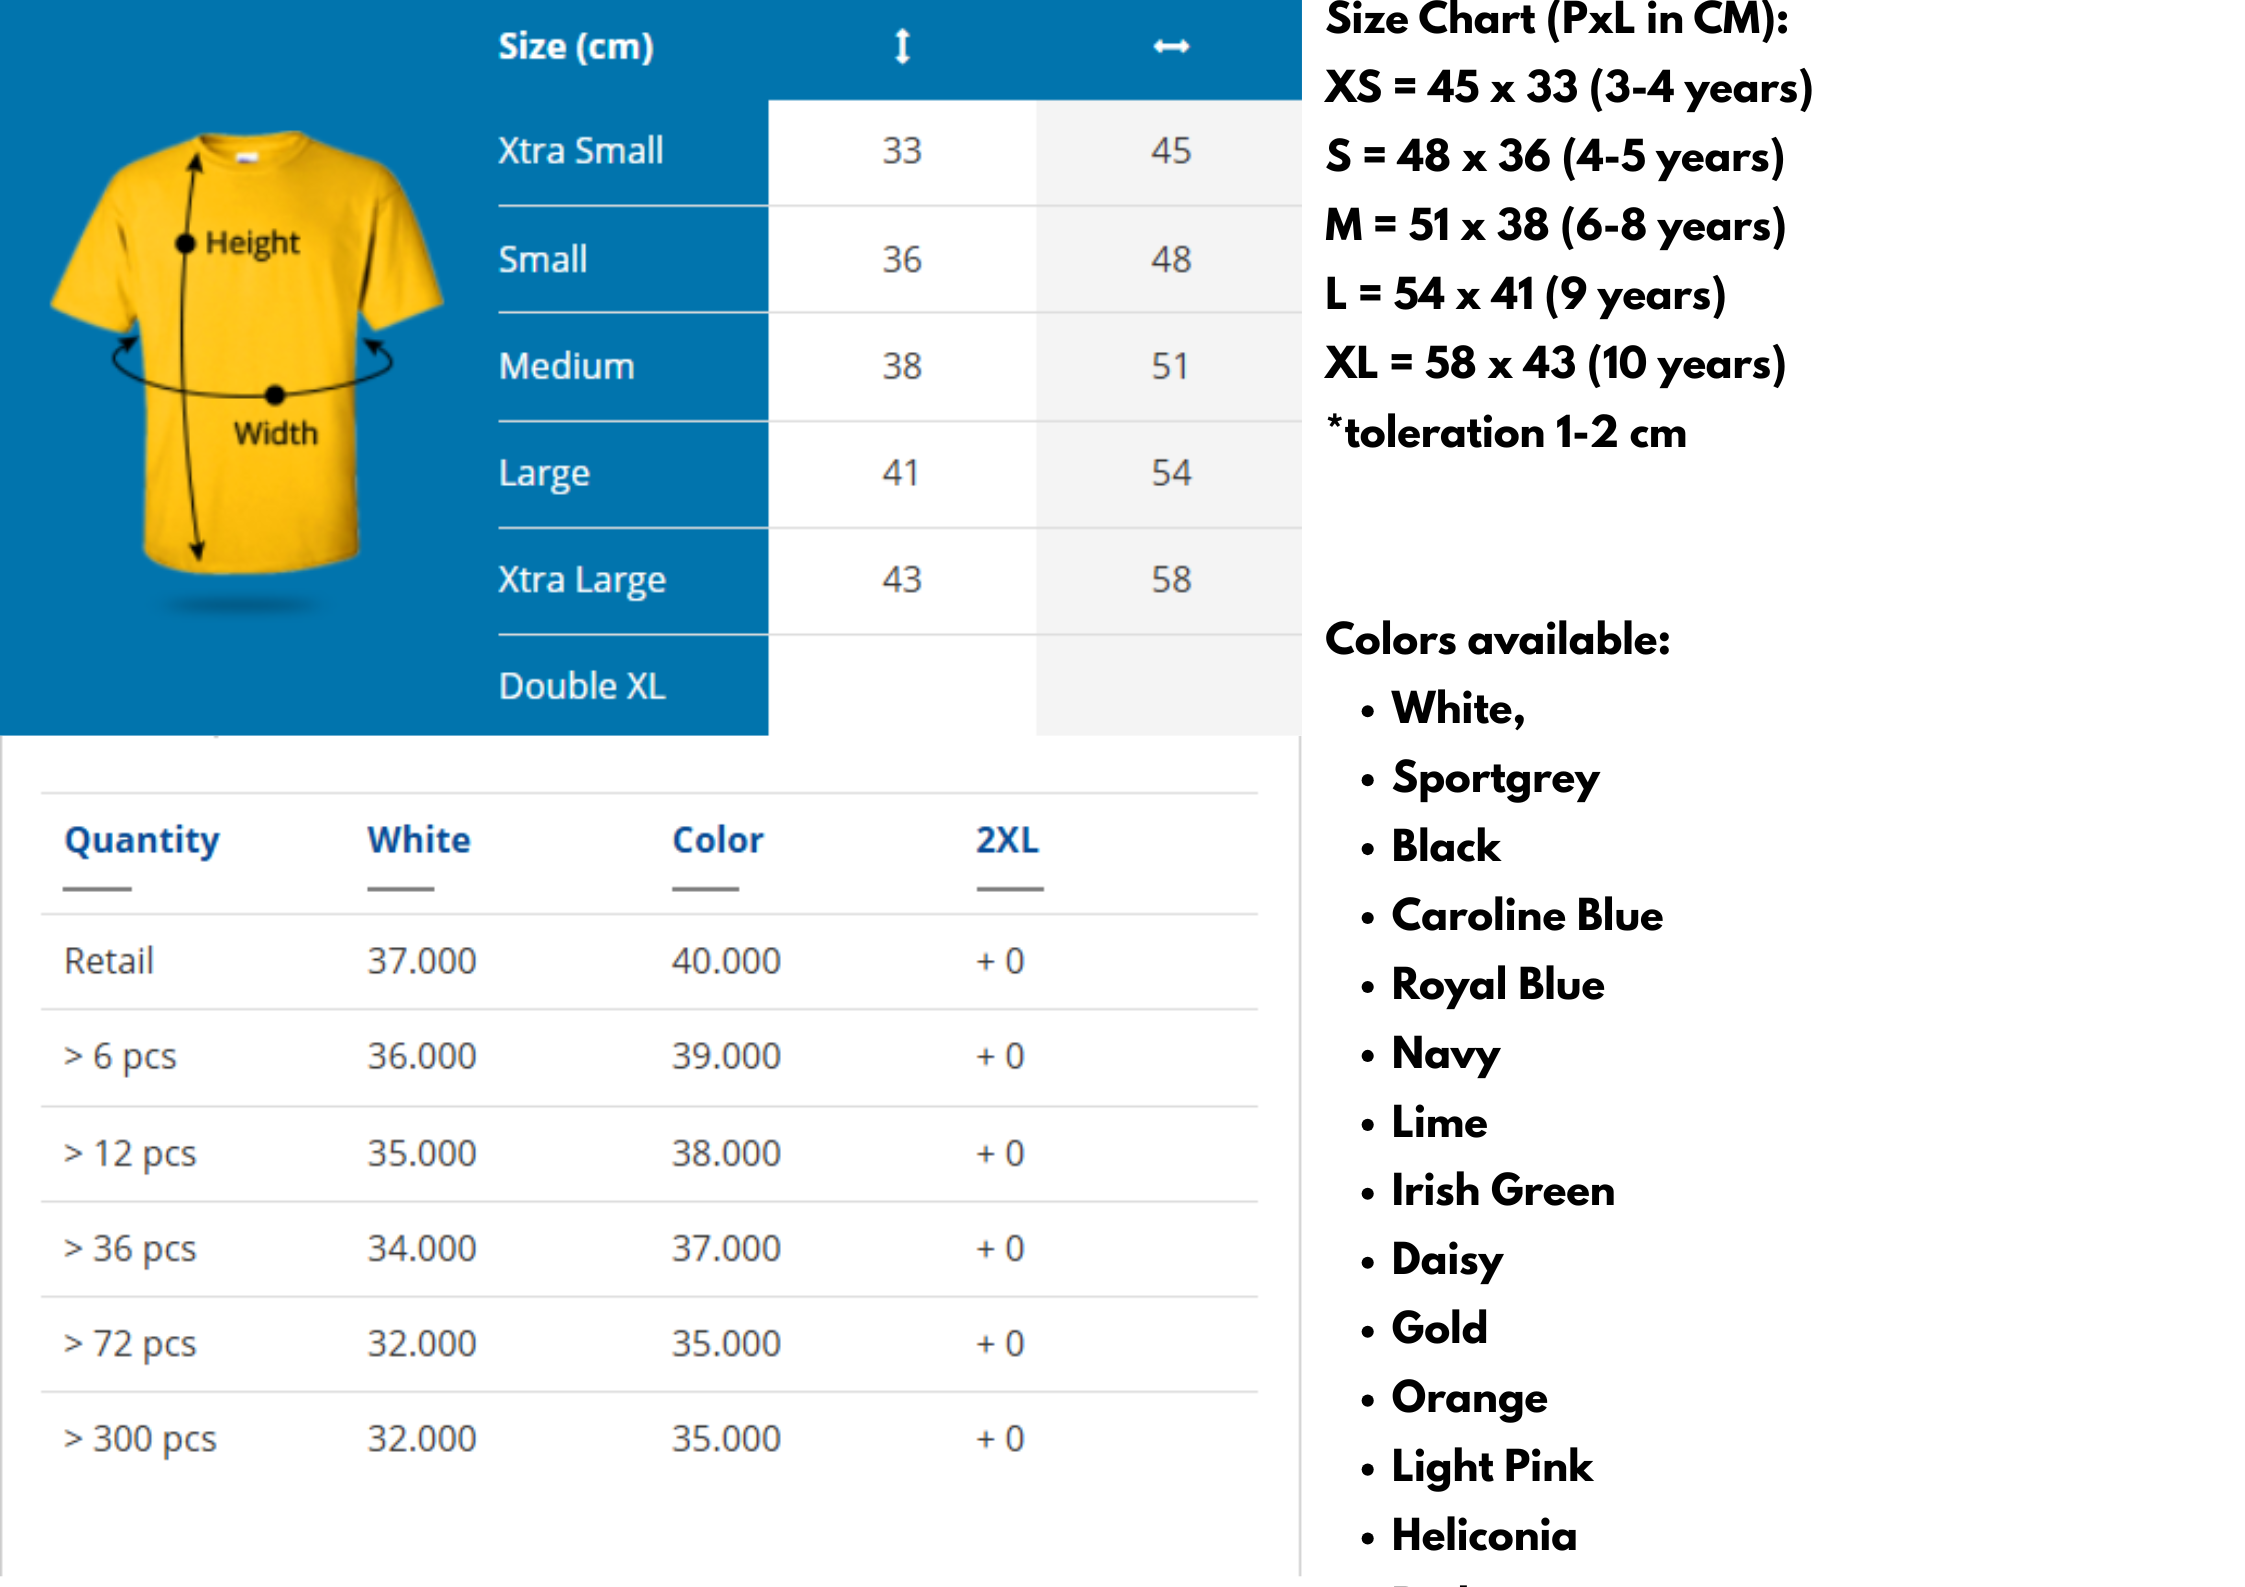 Size (cm) ↕ ↔
Xtra Small 33 45
Small 36 48
Medium 38 51
Large 41 54
Xtra Large 43 58
Double XL
Height
Width
Quantity White Color 2XL
Retail 37.000 40.000 + 0
> 6 pcs 36.000 39.000 + 0
> 12 pcs 35.000 38.000 + 0
> 36 pcs 34.000 37.000 + 0
> 72 pcs 32.000 35.000 + 0
> 300 pcs 32.000 35.000 + 0
Size Chart (PxL in CM):
XS = 45 x 33 (3-4 years)
S = 48 x 36 (4-5 years)
M = 51 x 38 (6-8 years)
L = 54 x 41 (9 years)
XL = 58 x 43 (10 years)
*toleration 1-2 cm
Colors available:
• White,
• Sportgrey
• Black
• Caroline Blue
• Royal Blue
• Navy
• Lime
• Irish Green
• Daisy
• Gold
• Orange
• Light Pink
• Heliconia